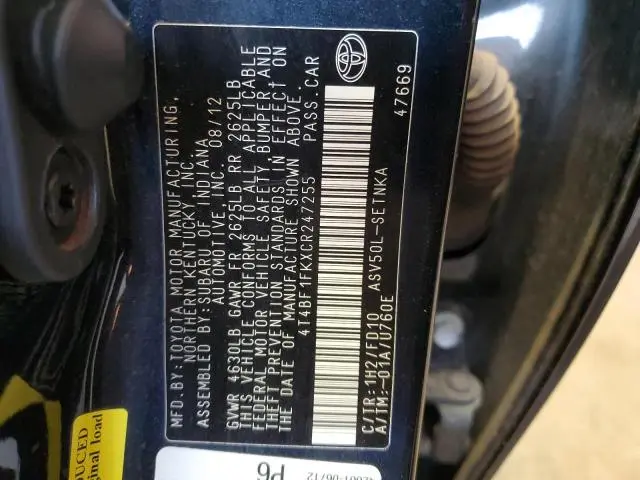 MFD.BY:TOYOTA MOTOR MANUFACTURING,
NORTHERN KENTUCKY, INC.
ASSEMBLED BY:SUBARU OF INDIANA
AUTOMOTIVE INC. 08/12
GVWR 4630LB GAWR FR 2625LB RR 2625LB
THIS VEHICLE CONFORMS TO ALL APPLICABLE
FEDERAL MOTOR VEHICLE SAFETY BUMPER,AND
THEFT PREVENTION STANDARDS IN EFFECT ON
THE DATE OF MANUFACTURE SHOWN ABOVE.
4T4BF1FKXCR247255 PASS.CAR
C/TR:1H2/FD10 ASV50L-SETNKA
A/TM:-01A/U760E
47669
DUCED
ginal load
P6